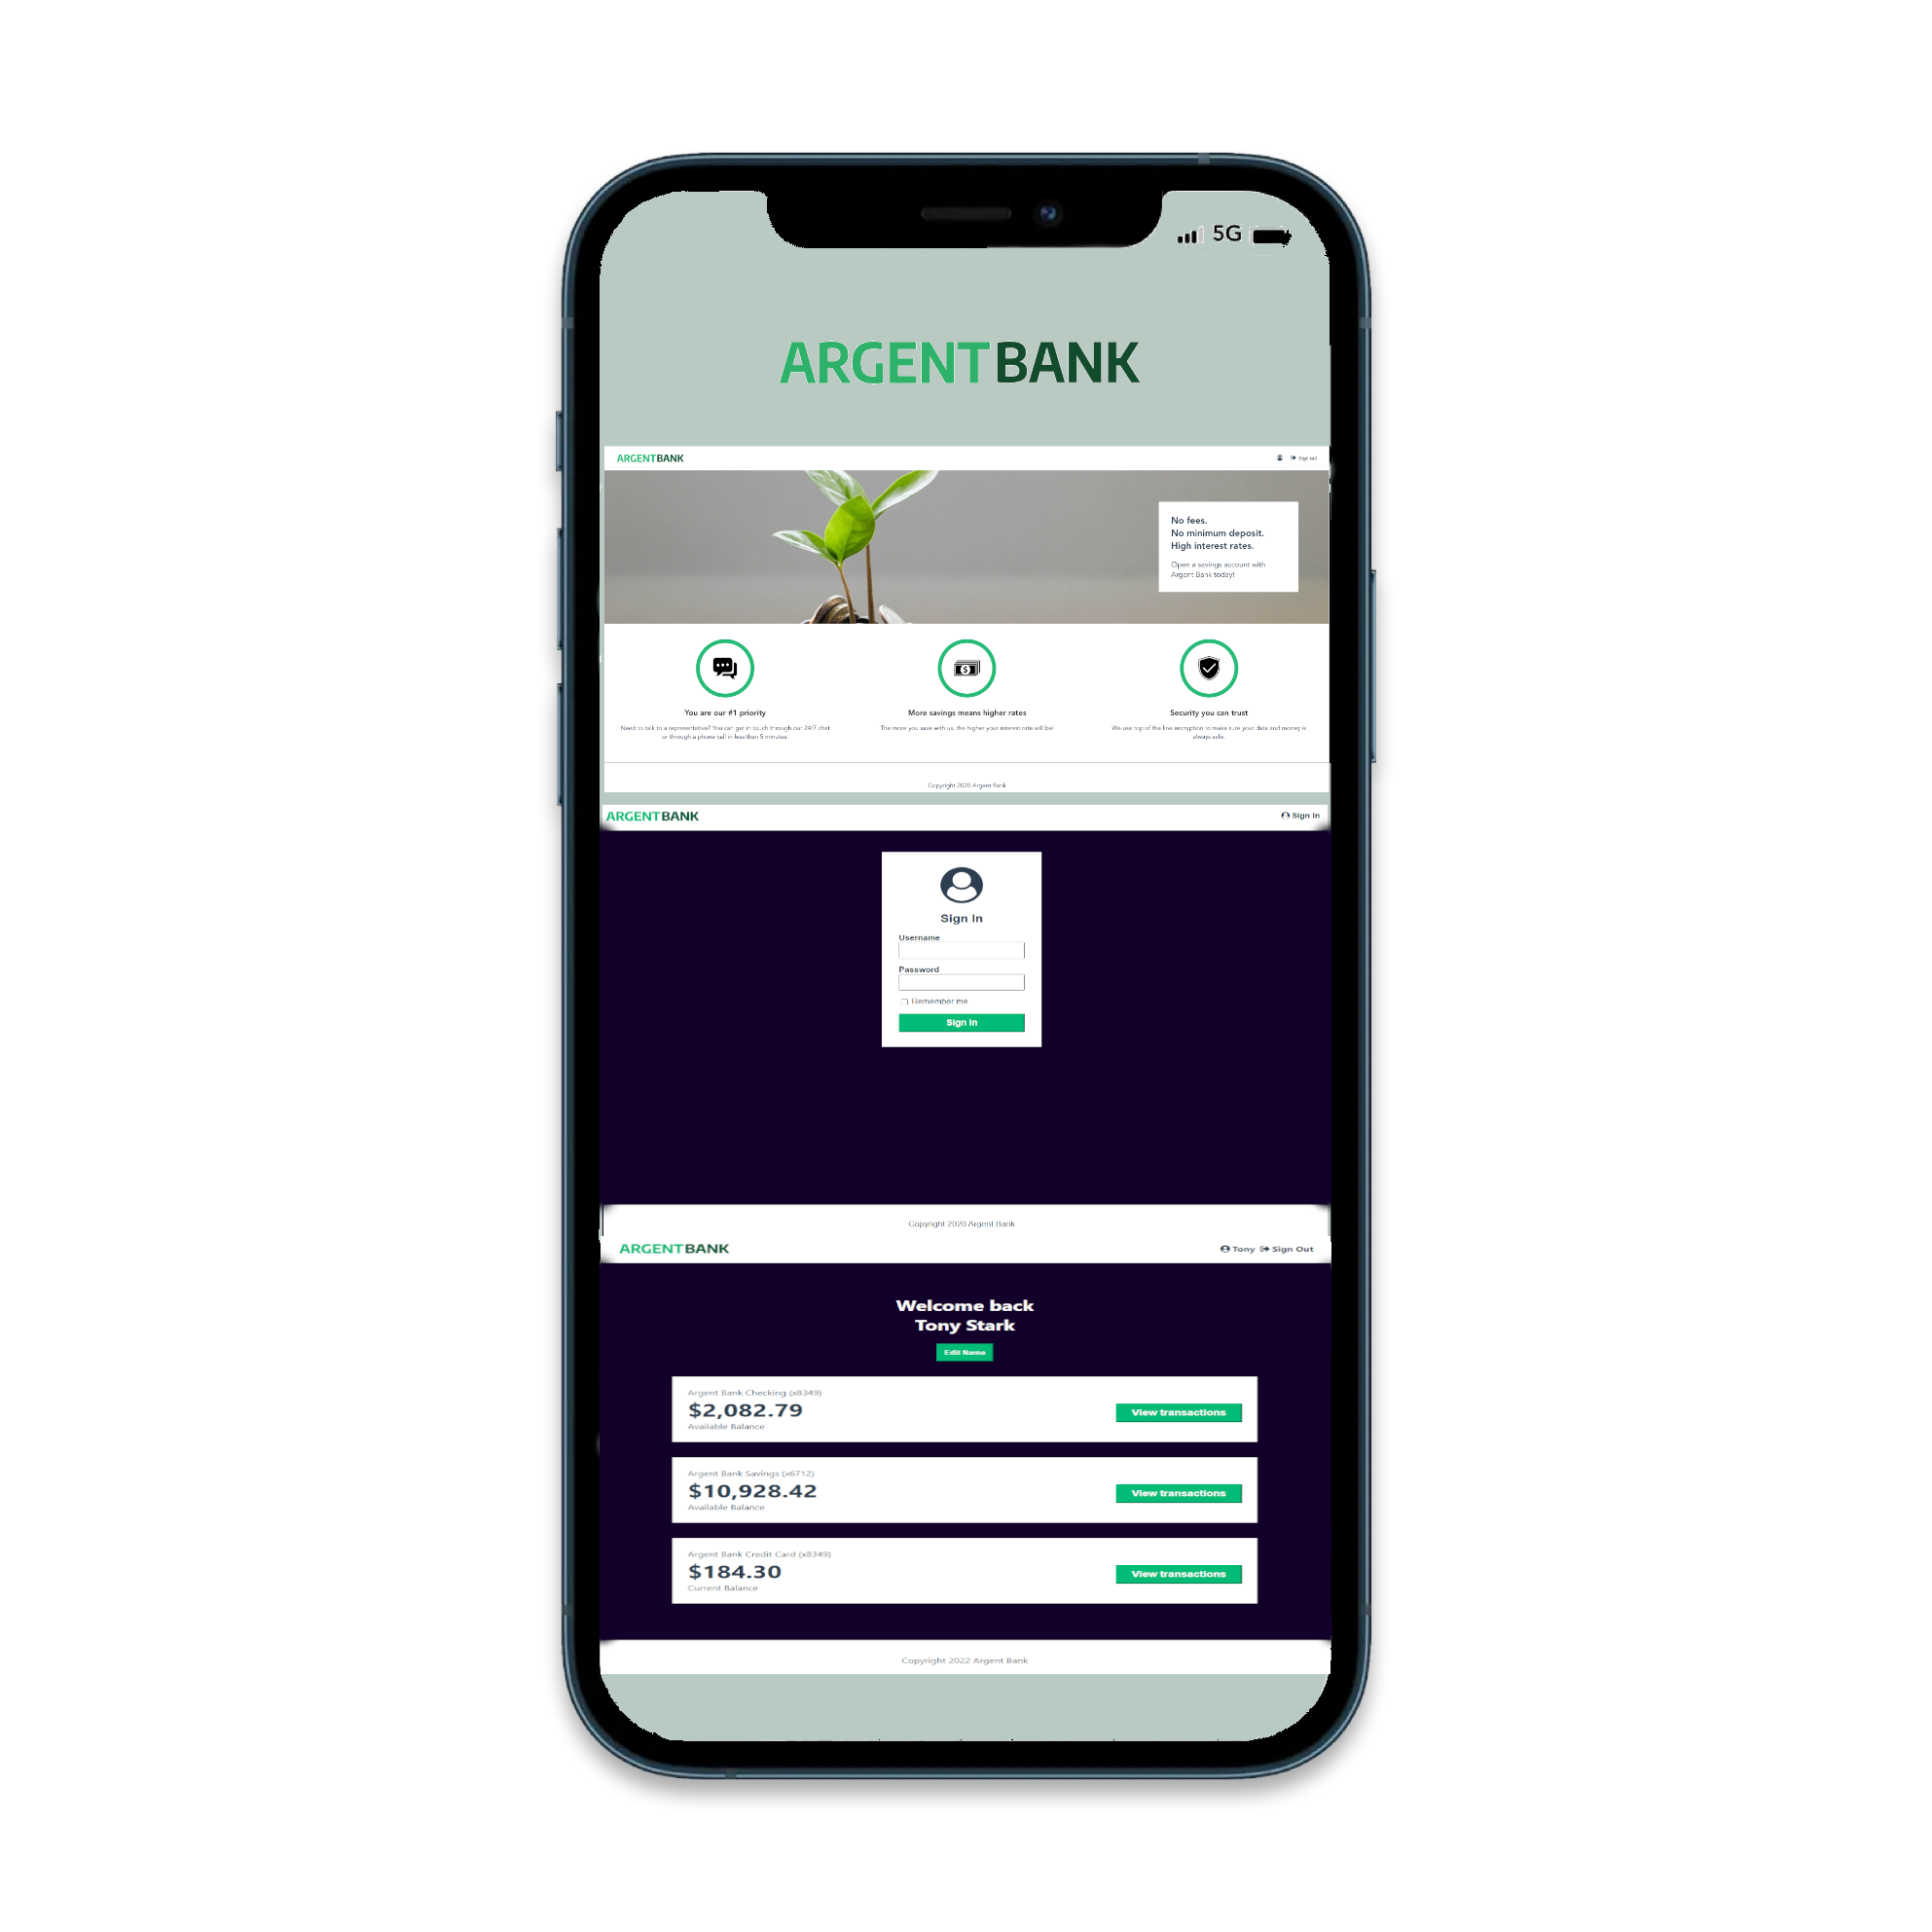 5G
ARGENTBANK
ARGENTBANK
Sign out
No fees.
No minimum deposit.
High interest rates.
Open a savings account with
Argent Bank today!
You are our #1 priority
More savings means higher rates
Security you can trust
Need to talk to a representative? You can get in touch through our 24/7 chat
or through a phone call in less than 5 minutes.
The more you save with us, the higher your interest rate will be!
We use top of the line encryption to make sure your data and money is
always safe.
Copyright 2020 Argent Bank
ARGENTBANK
Sign In
Sign In
Username
Password
Remember me
Sign In
Copyright 2020 Argent Bank
ARGENTBANK
Tony Sign Out
Welcome back
Tony Stark
Edit Name
Argent Bank Checking (x8349)
$2,082.79
Available Balance
View transactions
Argent Bank Savings (x6712)
$10,928.42
Available Balance
View transactions
Argent Bank Credit Card (x8349)
$184.30
Current Balance
View transactions
Copyright 2022 Argent Bank